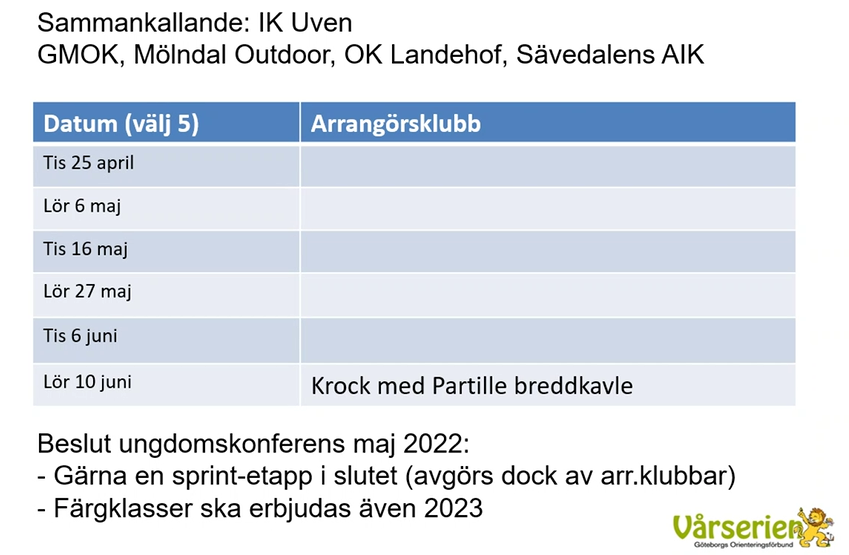 Sammankallande: IK Uven
GMOK, Mölndal Outdoor, OK Landehof, Sävedalens AIK
Datum (välj 5) Arrangörsklubb
Tis 25 april
Lör 6 maj
Tis 16 maj
Lör 27 maj
Tis 6 juni
Lör 10 juni Krock med Partille breddkavle
Beslut ungdomskonferens maj 2022:
- Gärna en sprint-etapp i slutet (avgörs dock av arr.klubbar)
- Färgklasser ska erbjudas även 2023
Vårserien
Göteborgs Orienteringsförbund